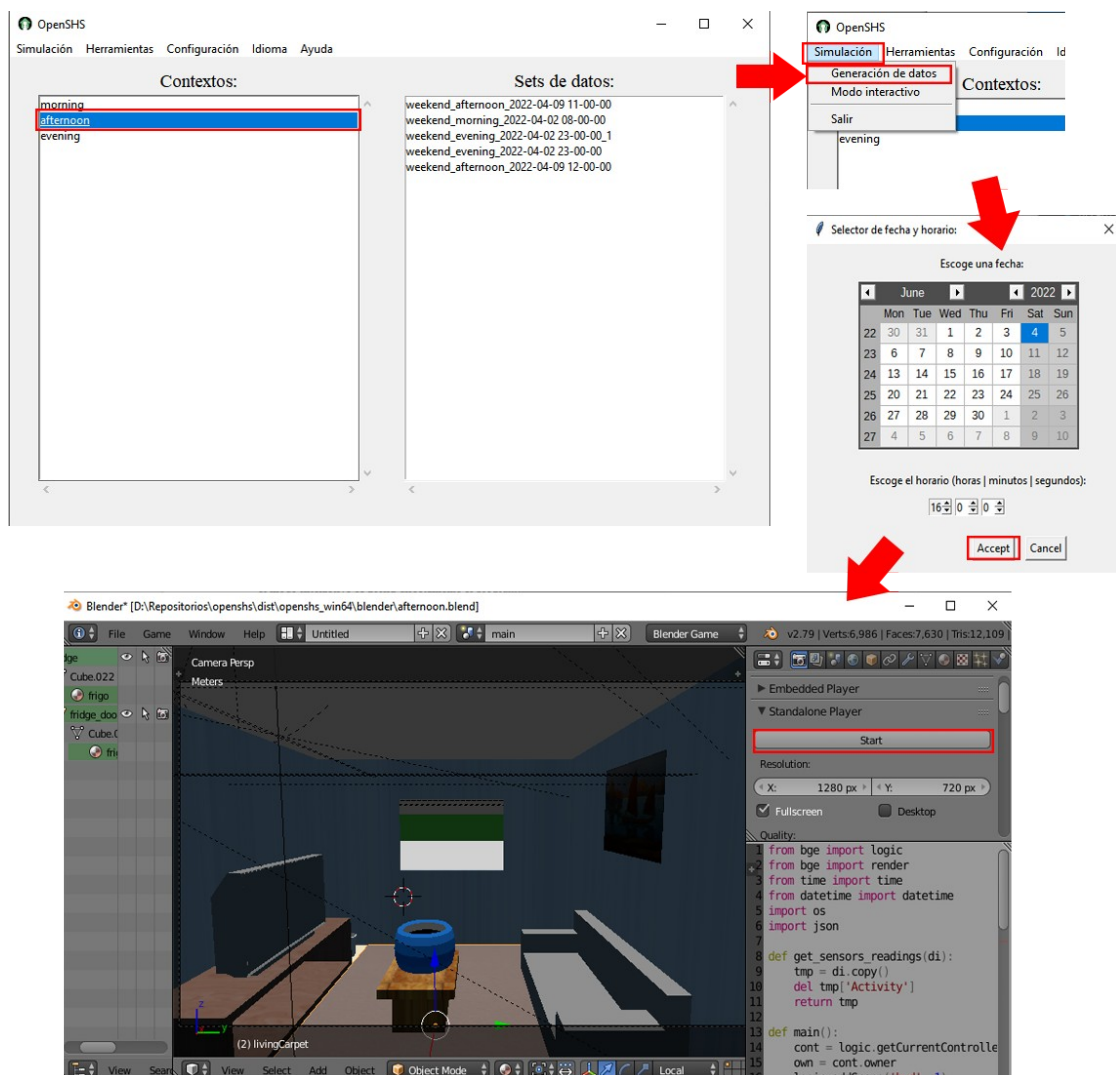 OpenSHS
Simulación Herramientas Configuración Idioma Ayuda
Contextos:
Sets de datos:
morning
afternoon
evening
weekend_afternoon_2022-04-09 11-00-00
weekend_morning_2022-04-02 08-00-00
weekend_evening_2022-04-02 23-00-00_1
weekend_evening_2022-04-02 23-00-00
weekend_afternoon_2022-04-09 12-00-00
OpenSHS
Simulación Herramientas Configuración Id
Generación de datos
Modo interactivo
Salir
Contextos:
evening
Selector de fecha y horario:
Escoge una fecha:
June 2022
Mon Tue Wed Thu Fri Sat Sun
22 30 31 1 2 3 4 5
23 6 7 8 9 10 11 12
24 13 14 15 16 17 18 19
25 20 21 22 23 24 25 26
26 27 28 29 30 1 2 3
27 4 5 6 7 8 9 10
Escoge el horario (horas | minutos | segundos):
16 0 0
Accept Cancel
Blender* [D:\Repositorios\openshs\dist\openshs_win64\blender\afternoon.blend]
File Game Window Help Untitled main Blender Game v2.79 | Verts:6,986 | Faces:7,630 | Tris:12,109
dge
Cube.022
frigo
fridge_doo
Cube.0
frig
Camera Persp
Meters
z
y
(2) livingCarpet
View Sear View Select Add Object Object Mode Local
Embedded Player
Standalone Player
Start
Resolution:
X: 1280 px Y: 720 px
Fullscreen Desktop
Quality:
1 from bge import logic
2 from bge import render
3 from time import time
4 from datetime import datetime
5 import os
6 import json
7
8 def get_sensors_readings(di):
9 tmp = di.copy()
10 del tmp['Activity']
11 return tmp
12
13 def main():
14 cont = logic.getCurrentControlle
15 own = cont.owner